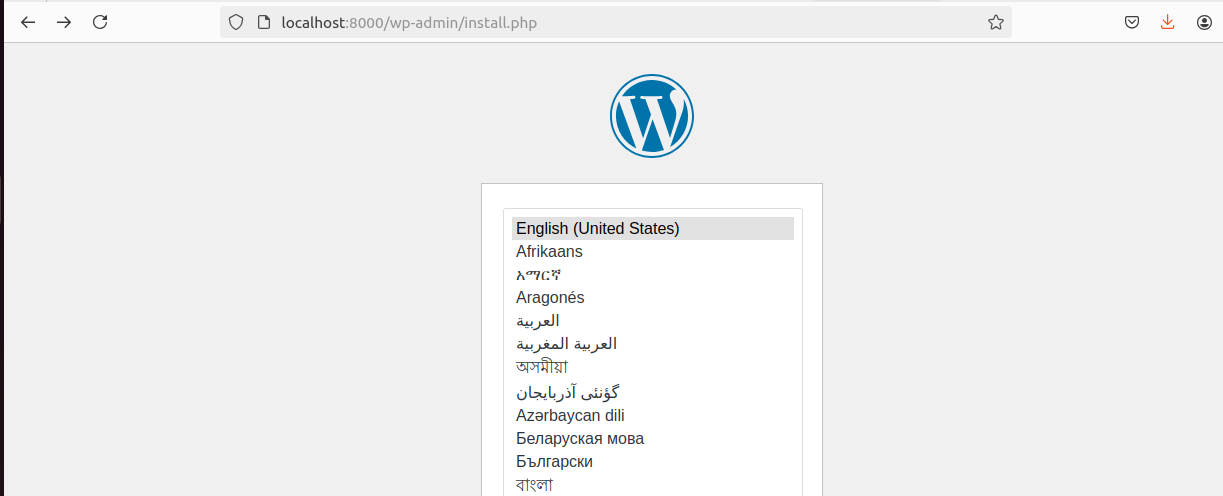 localhost:8000/wp-admin/install.php
English (United States)
Afrikaans
አማርኛ
Aragonés
العربية
العربية المغربية
অসমীয়া
گؤنئی آذربایجان
Azərbaycan dili
Беларуская мова
Български
বাংলা